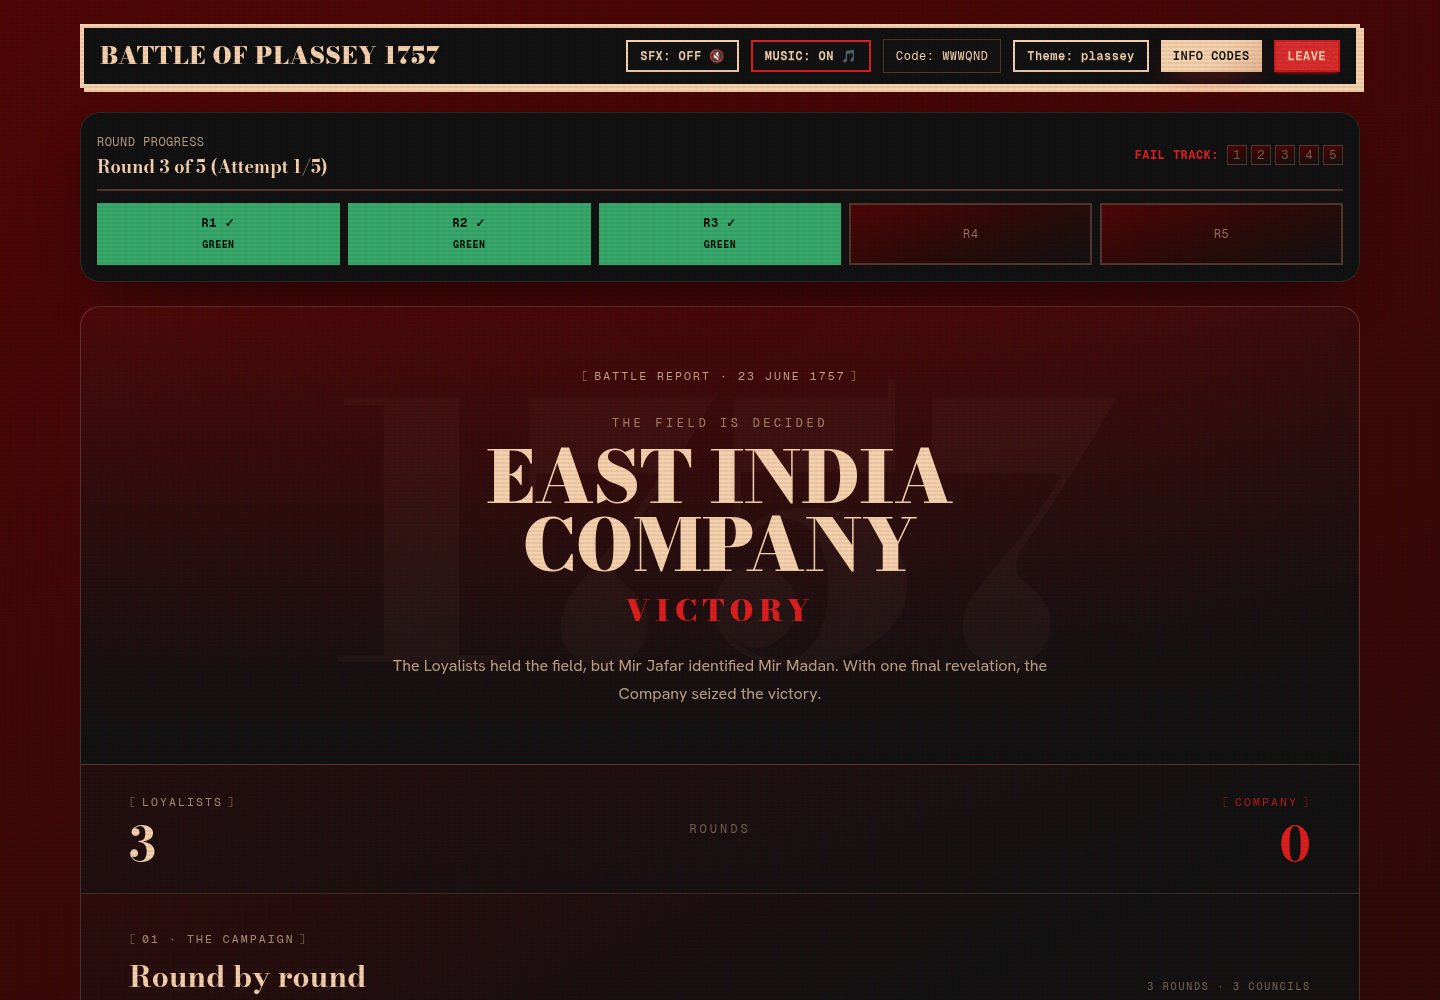 BATTLE OF PLASSEY 1757
SFX: OFF 🔇
MUSIC: ON 🎵
Code: WWWQND
Theme: plassey
INFO CODES
LEAVE
ROUND PROGRESS
Round 3 of 5 (Attempt 1/5)
FAIL TRACK: 1 2 3 4 5
R1 ✓
GREEN
R2 ✓
GREEN
R3 ✓
GREEN
R4
R5
1757
[ BATTLE REPORT · 23 JUNE 1757 ]
THE FIELD IS DECIDED
EAST INDIA
COMPANY
VICTORY
The Loyalists held the field, but Mir Jafar identified Mir Madan. With one final revelation, the
Company seized the victory.
[ LOYALISTS ]
3
ROUNDS
[ COMPANY ]
0
[ 01 · THE CAMPAIGN ]
Round by round
3 ROUNDS · 3 COUNCILS